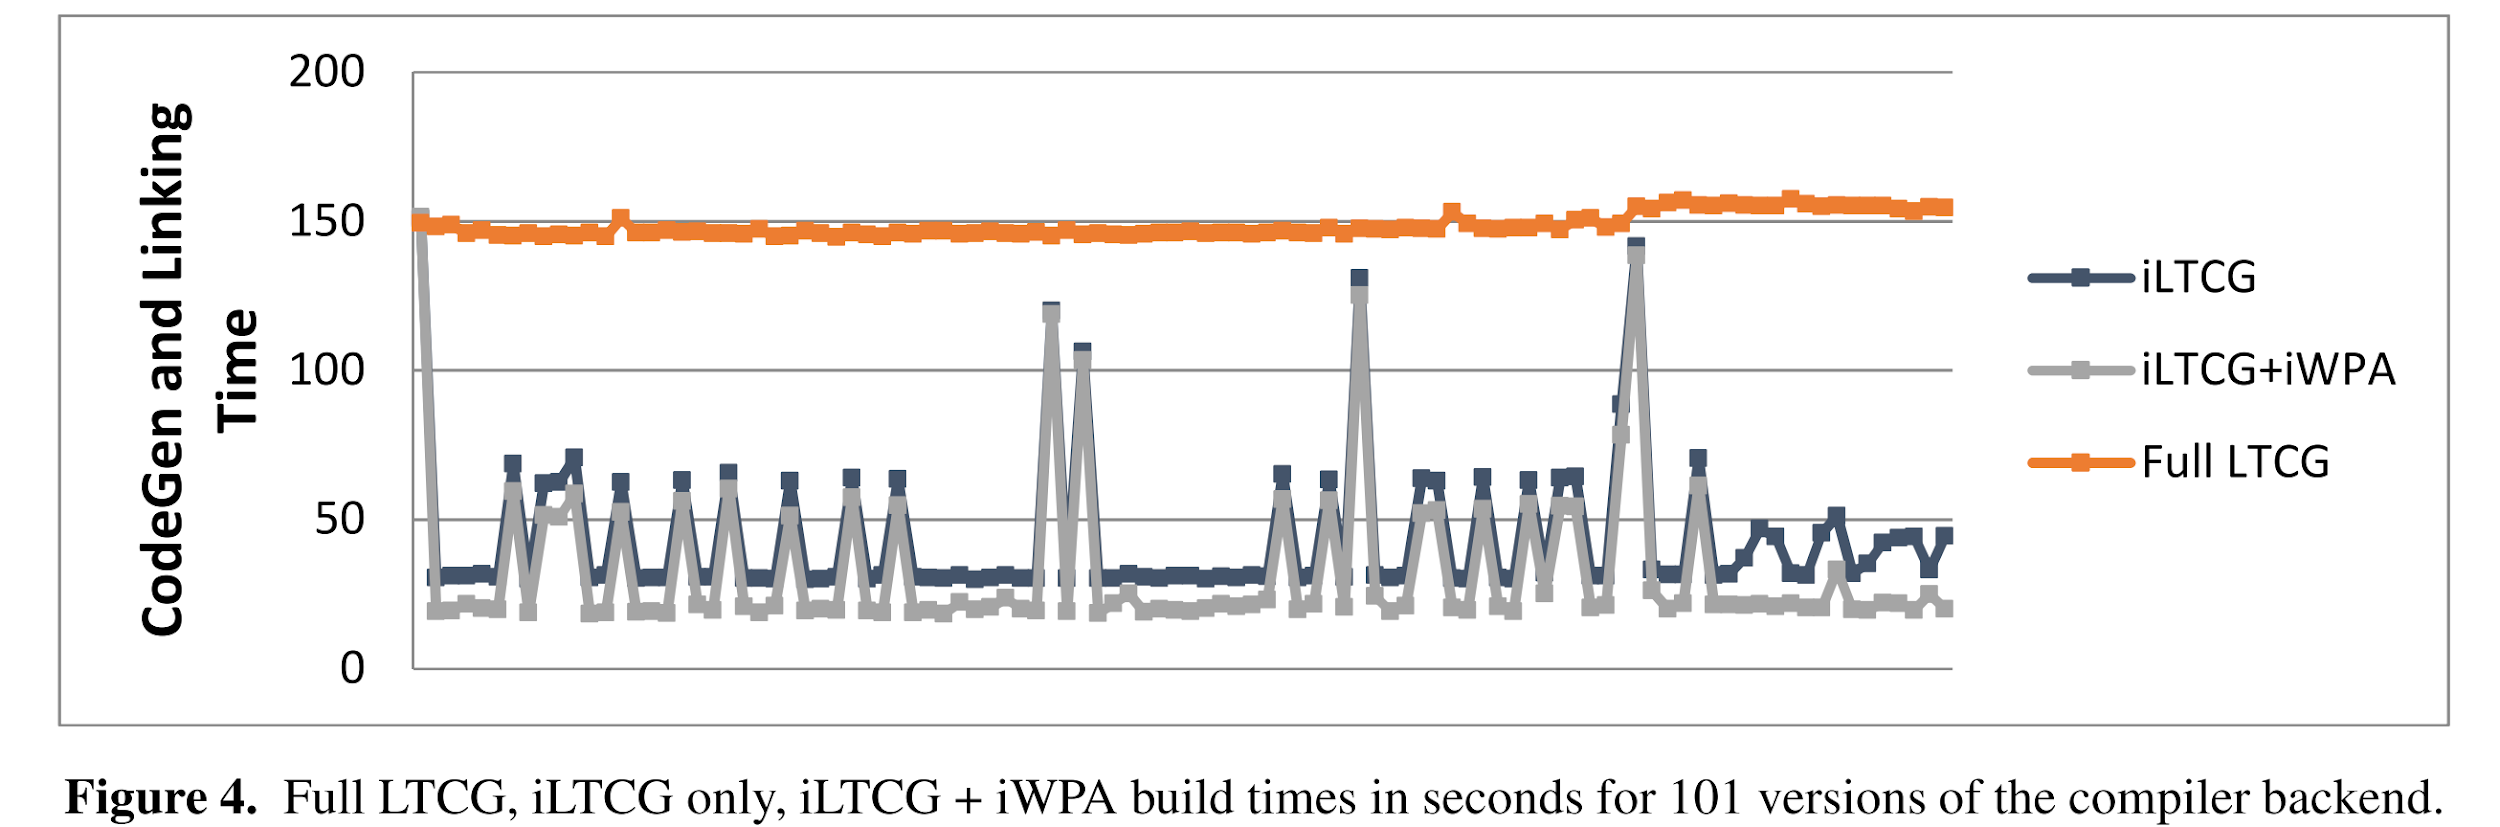 200
150
100
50
0
CodeGen and Linking
Time
iLTCG
iLTCG+iWPA
Full LTCG
Figure 4. Full LTCG, iLTCG only, iLTCG + iWPA build times in seconds for 101 versions of the compiler backend.